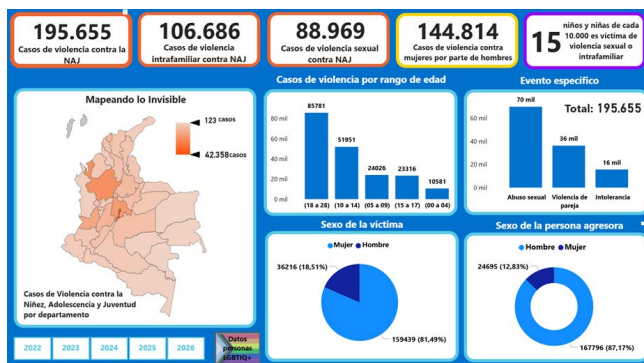 195.655
Casos de violencia contra la
NAJ
106.686
Casos de violencia
intrafamiliar contra NAJ
88.969
Casos de violencia sexual
contra NAJ
144.814
Casos de violencia contra
mujeres por parte de hombres
15
niños y niñas de cada
10.000 es víctima de
violencia sexual o
intrafamiliar
Mapeando lo Invisible
123 casos
42.358casos
Casos de Violencia contra la
Niñez, Adolescencia y Juventud
por departamento
2022
2023
2024
2025
2026
Datos
personas
LGBTIQ+
Casos de violencia por rango de edad
80 mil
60 mil
40 mil
20 mil
0 mil
85781
51951
24026
23316
10581
(18 a 28)
(10 a 14)
(05 a 09)
(15 a 17)
(00 a 04)
Evento específico
Total: 195.655
60 mil
40 mil
20 mil
0 mil
70 mil
36 mil
16 mil
Abuso sexual
Violencia de
pareja
Intolerancia
Sexo de la víctima
Mujer Hombre
36216 (18,51%)
159439 (81,49%)
Sexo de la persona agresora
Hombre Mujer
24695 (12,83%)
167796 (87,17%)